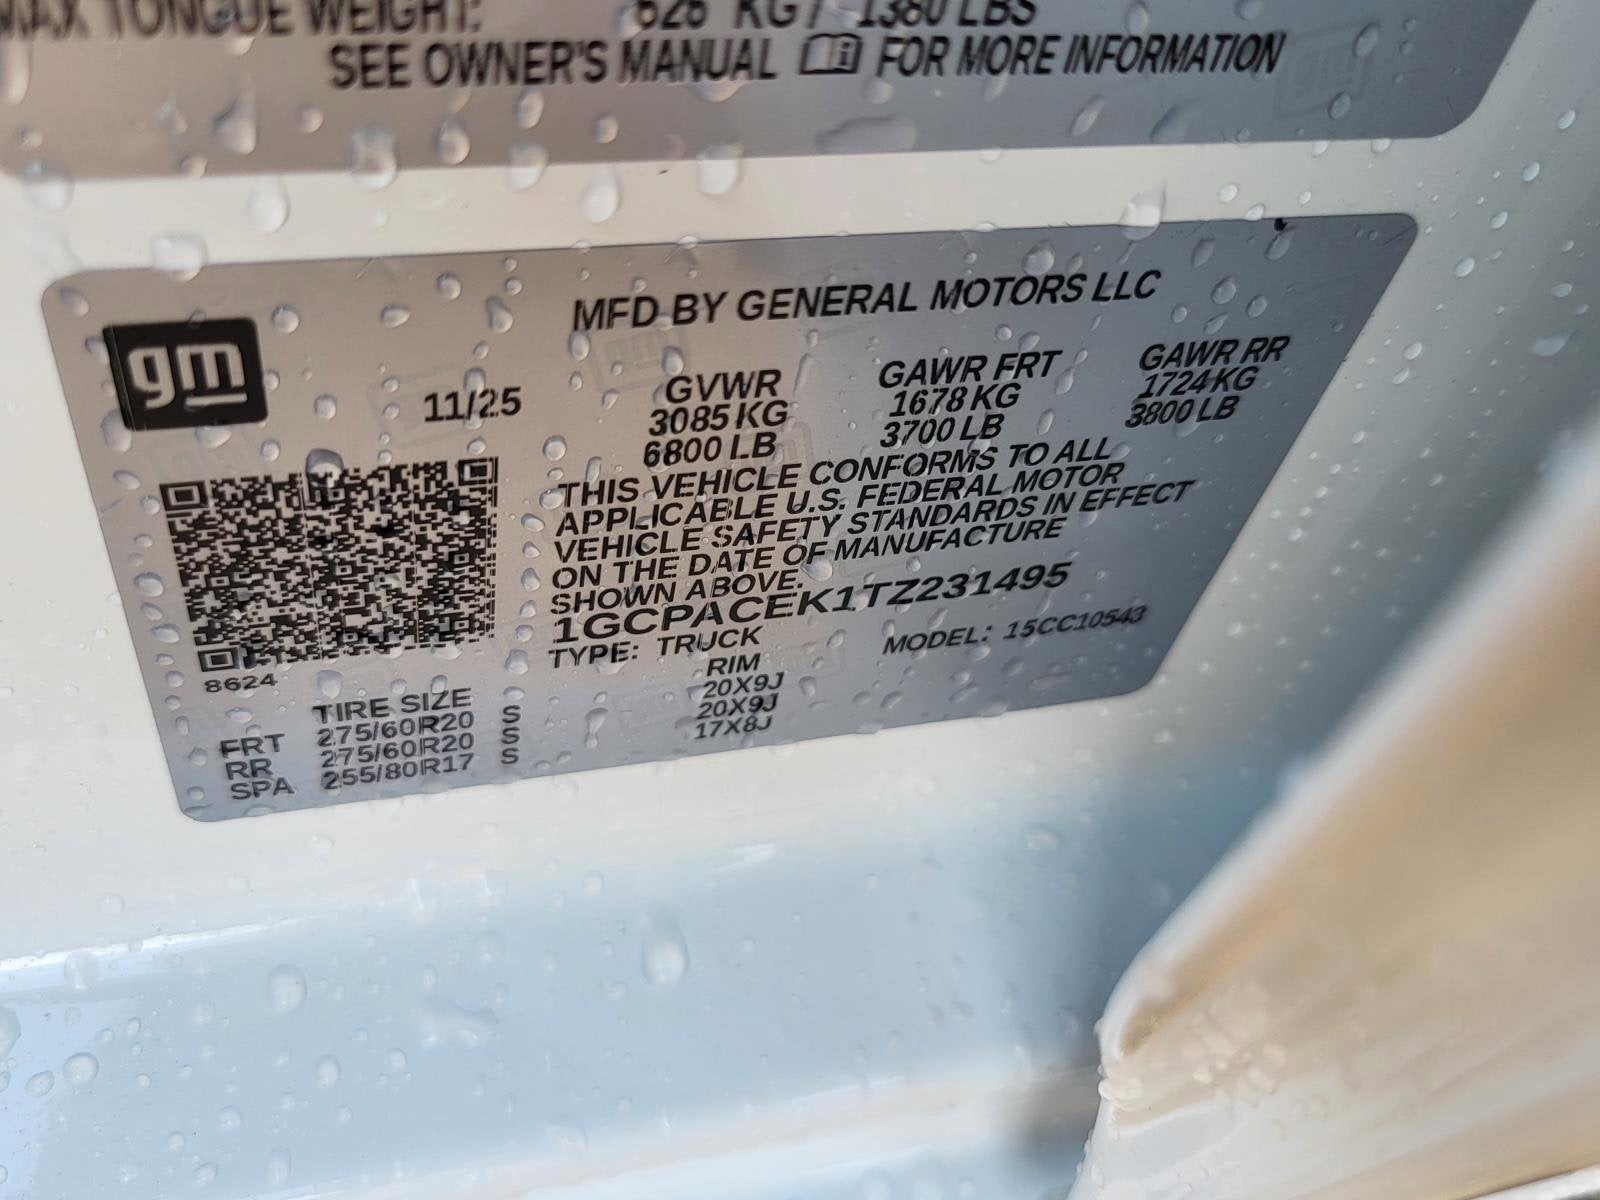 MAX TONGUE WEIGHT: 626 KG / 1380 LBS
SEE OWNER'S MANUAL FOR MORE INFORMATION
MFD BY GENERAL MOTORS LLC
gm
11/25
GVWR GAWR FRT GAWR RR
3085 KG 1678 KG 1724 KG
6800 LB 3700 LB 3800 LB
THIS VEHICLE CONFORMS TO ALL
APPLICABLE U.S. FEDERAL MOTOR
VEHICLE SAFETY STANDARDS IN EFFECT
ON THE DATE OF MANUFACTURE
SHOWN ABOVE.
1GCPACEK1TZ231495
TYPE: TRUCK MODEL: 15CC10543
8624
TIRE SIZE RIM
FRT 275/60R20 S 20X9J
RR 275/60R20 S 20X9J
SPA 255/80R17 S 17X8J